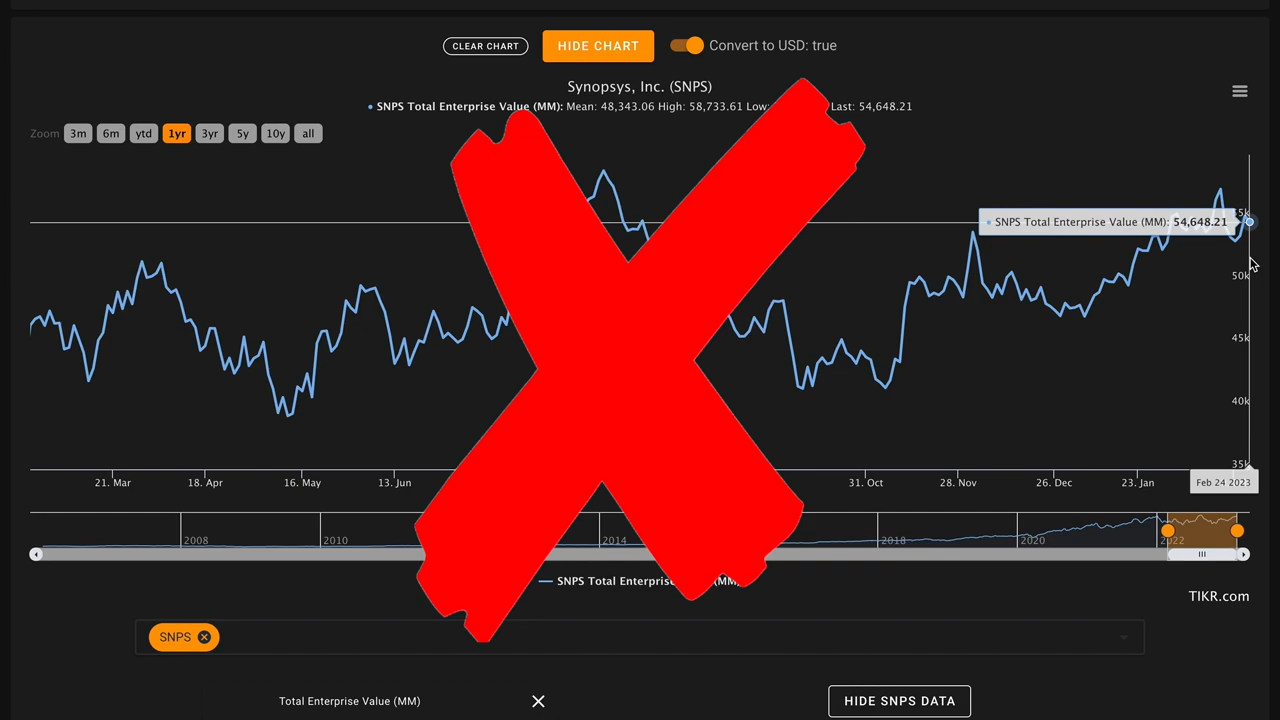 CLEAR CHART
HIDE CHART
Convert to USD: true
Synopsys, Inc. (SNPS)
SNPS Total Enterprise Value (MM): Mean: 48,343.06 High: 58,733.61 Low: Last: 54,648.21
Zoom 3m 6m ytd 1yr 3yr 5y 10y all
SNPS Total Enterprise Value (MM): 54,648.21
55k
50k
45k
40k
35k
21. Mar 18. Apr 16. May 13. Jun 31. Oct 28. Nov 26. Dec 23. Jan Feb 24 2023
2008 2010 2014 2018 2020 2022
SNPS Total Enterprise (MM)
TIKR.com
SNPS
Total Enterprise Value (MM)
HIDE SNPS DATA